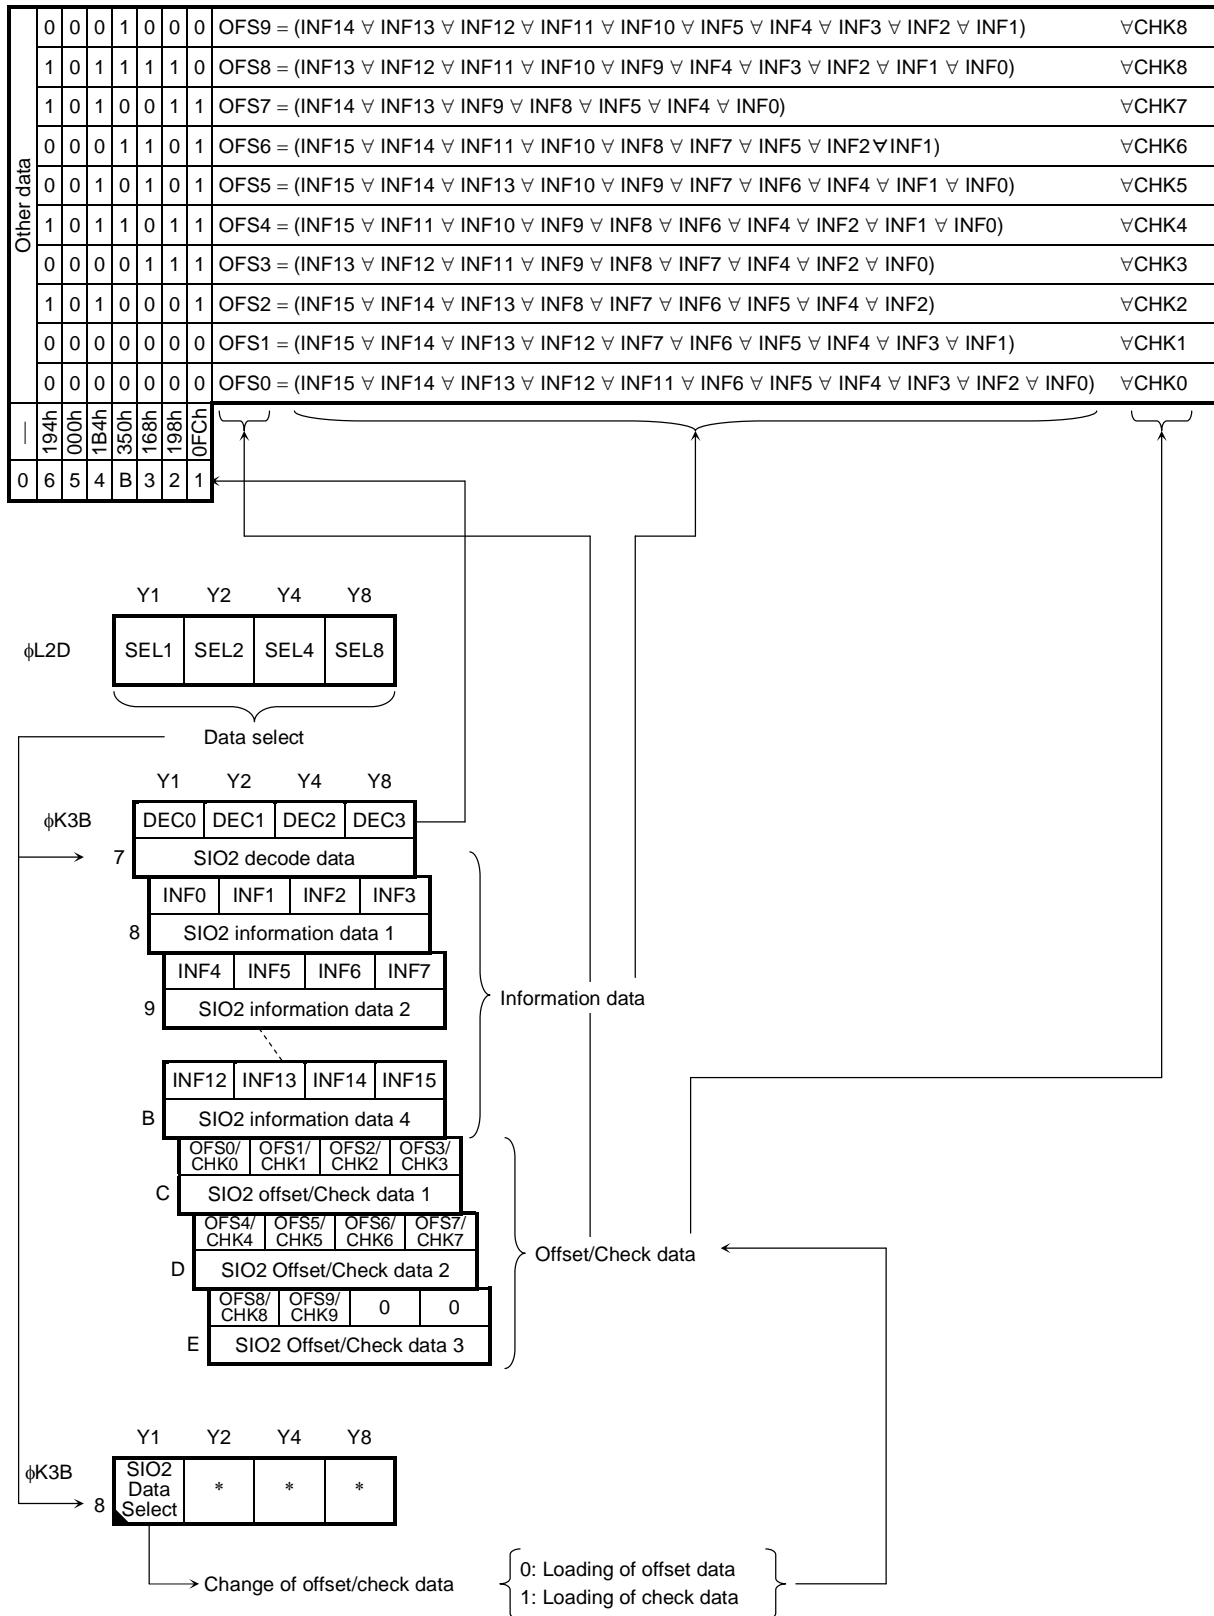 Other data
0 0 0 1 0 0 0 OFS9 = (INF14 ∀ INF13 ∀ INF12 ∀ INF11 ∀ INF10 ∀ INF5 ∀ INF4 ∀ INF3 ∀ INF2 ∀ INF1) ∀CHK8
1 0 1 1 1 1 0 OFS8 = (INF13 ∀ INF12 ∀ INF11 ∀ INF10 ∀ INF9 ∀ INF4 ∀ INF3 ∀ INF2 ∀ INF1 ∀ INF0) ∀CHK8
1 0 1 0 0 1 1 OFS7 = (INF14 ∀ INF13 ∀ INF9 ∀ INF8 ∀ INF5 ∀ INF4 ∀ INF0) ∀CHK7
0 0 0 1 1 0 1 OFS6 = (INF15 ∀ INF14 ∀ INF11 ∀ INF10 ∀ INF8 ∀ INF7 ∀ INF5 ∀ INF2∀INF1) ∀CHK6
0 0 1 0 1 0 1 OFS5 = (INF15 ∀ INF14 ∀ INF13 ∀ INF10 ∀ INF9 ∀ INF7 ∀ INF6 ∀ INF4 ∀ INF1 ∀ INF0) ∀CHK5
1 0 1 1 0 1 1 OFS4 = (INF15 ∀ INF11 ∀ INF10 ∀ INF9 ∀ INF8 ∀ INF6 ∀ INF4 ∀ INF2 ∀ INF1 ∀ INF0) ∀CHK4
0 0 0 0 1 1 1 OFS3 = (INF13 ∀ INF12 ∀ INF11 ∀ INF9 ∀ INF8 ∀ INF7 ∀ INF4 ∀ INF2 ∀ INF0) ∀CHK3
1 0 1 0 0 0 1 OFS2 = (INF15 ∀ INF14 ∀ INF13 ∀ INF8 ∀ INF7 ∀ INF6 ∀ INF5 ∀ INF4 ∀ INF2) ∀CHK2
0 0 0 0 0 0 0 OFS1 = (INF15 ∀ INF14 ∀ INF13 ∀ INF12 ∀ INF7 ∀ INF6 ∀ INF5 ∀ INF4 ∀ INF3 ∀ INF1) ∀CHK1
0 0 0 0 0 0 0 OFS0 = (INF15 ∀ INF14 ∀ INF13 ∀ INF12 ∀ INF11 ∀ INF6 ∀ INF5 ∀ INF4 ∀ INF3 ∀ INF2 ∀ INF0) ∀CHK0
— 194h 000h 1B4h 350h 168h 198h 0FCh
0 6 5 4 B 3 2 1
Y1 Y2 Y4 Y8
φL2D SEL1 SEL2 SEL4 SEL8
Data select
Y1 Y2 Y4 Y8
φK3B DEC0 DEC1 DEC2 DEC3
7 SIO2 decode data
INF0 INF1 INF2 INF3
8 SIO2 information data 1
INF4 INF5 INF6 INF7
9 SIO2 information data 2
Information data
INF12 INF13 INF14 INF15
B SIO2 information data 4
OFS0/ OFS1/ OFS2/ OFS3/
CHK0 CHK1 CHK2 CHK3
C SIO2 offset/Check data 1
OFS4/ OFS5/ OFS6/ OFS7/
CHK4 CHK5 CHK6 CHK7
D SIO2 Offset/Check data 2
Offset/Check data
OFS8/ OFS9/ 0 0
CHK8 CHK9
E SIO2 Offset/Check data 3
Y1 Y2 Y4 Y8
φK3B
8
SIO2
Data
Select
* * *
Change of offset/check data
0: Loading of offset data
1: Loading of check data